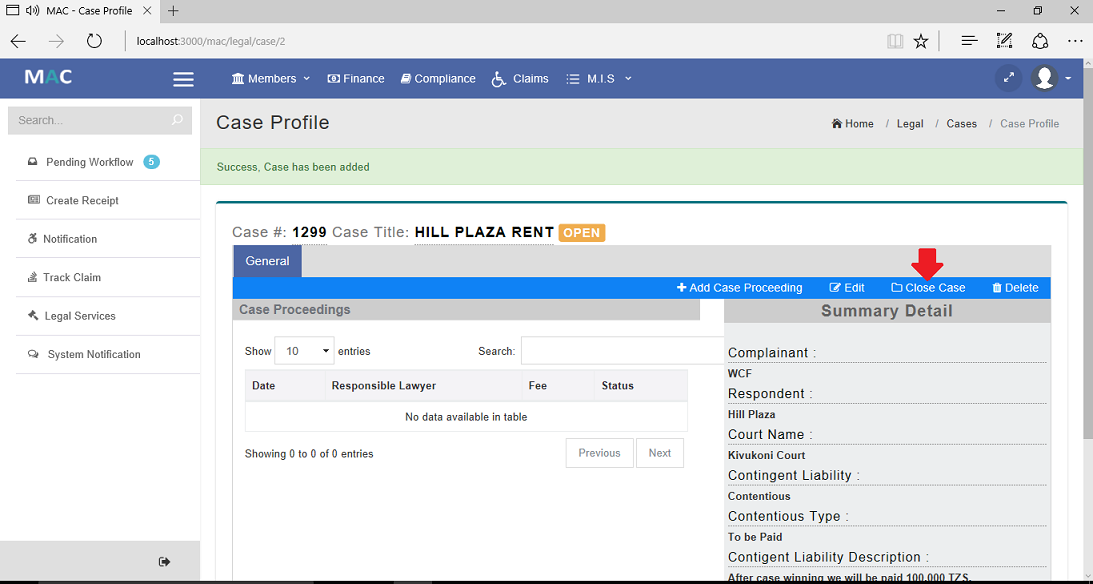 MAC - Case Profile
localhost:3000/mac/legal/case/2
MAC
Members
Finance
Compliance
Claims
M.I.S
Search...
Case Profile
Home / Legal / Cases / Case Profile
Pending Workflow 5
Success, Case has been added
Create Receipt
Notification
Track Claim
Legal Services
System Notification
Case #: 1299 Case Title: HILL PLAZA RENT OPEN
General
Add Case Proceeding
Edit
Close Case
Delete
Case Proceedings
Show 10 entries
Search:
Date Responsible Lawyer Fee Status
No data available in table
Showing 0 to 0 of 0 entries
Previous Next
Summary Detail
Complainant :
WCF
Respondent :
Hill Plaza
Court Name :
Kivukoni Court
Contingent Liability :
Contentious
Contentious Type :
To be Paid
Contigent Liability Description :
After case winning we will be paid 100,000 TZS.